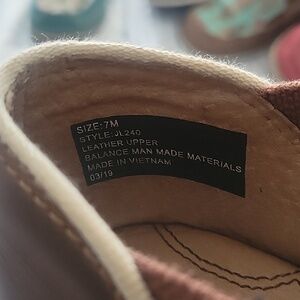 SIZE:7M
STYLE:JL240
LEATHER UPPER
BALANCE MAN MADE MATERIALS
MADE IN VIETNAM
03/19